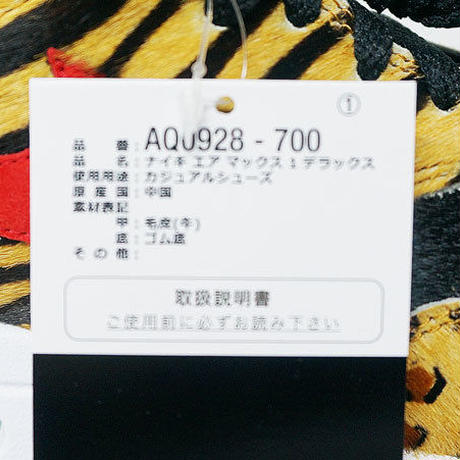 ①
品番：AQ0928 - 700
品名：ナイキ エア マックス 1 デラックス
使用用途：カジュアルシューズ
原産国：中国
素材表記
甲：毛皮(牛)
底：ゴム底
その他：
取扱説明書
ご使用前に必ずお読み下さい